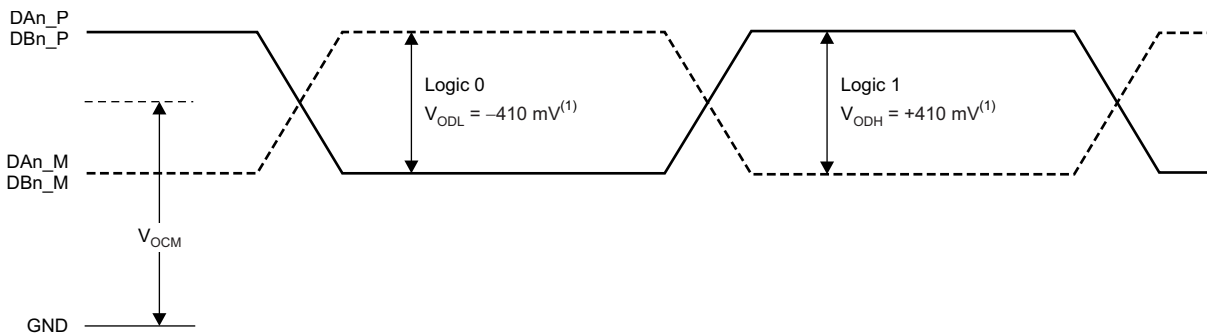 DAn_P
DBn_P
Logic 0
V_ODL = –410 mV(1)
Logic 1
V_ODH = +410 mV(1)
DAn_M
DBn_M
V_OCM
GND